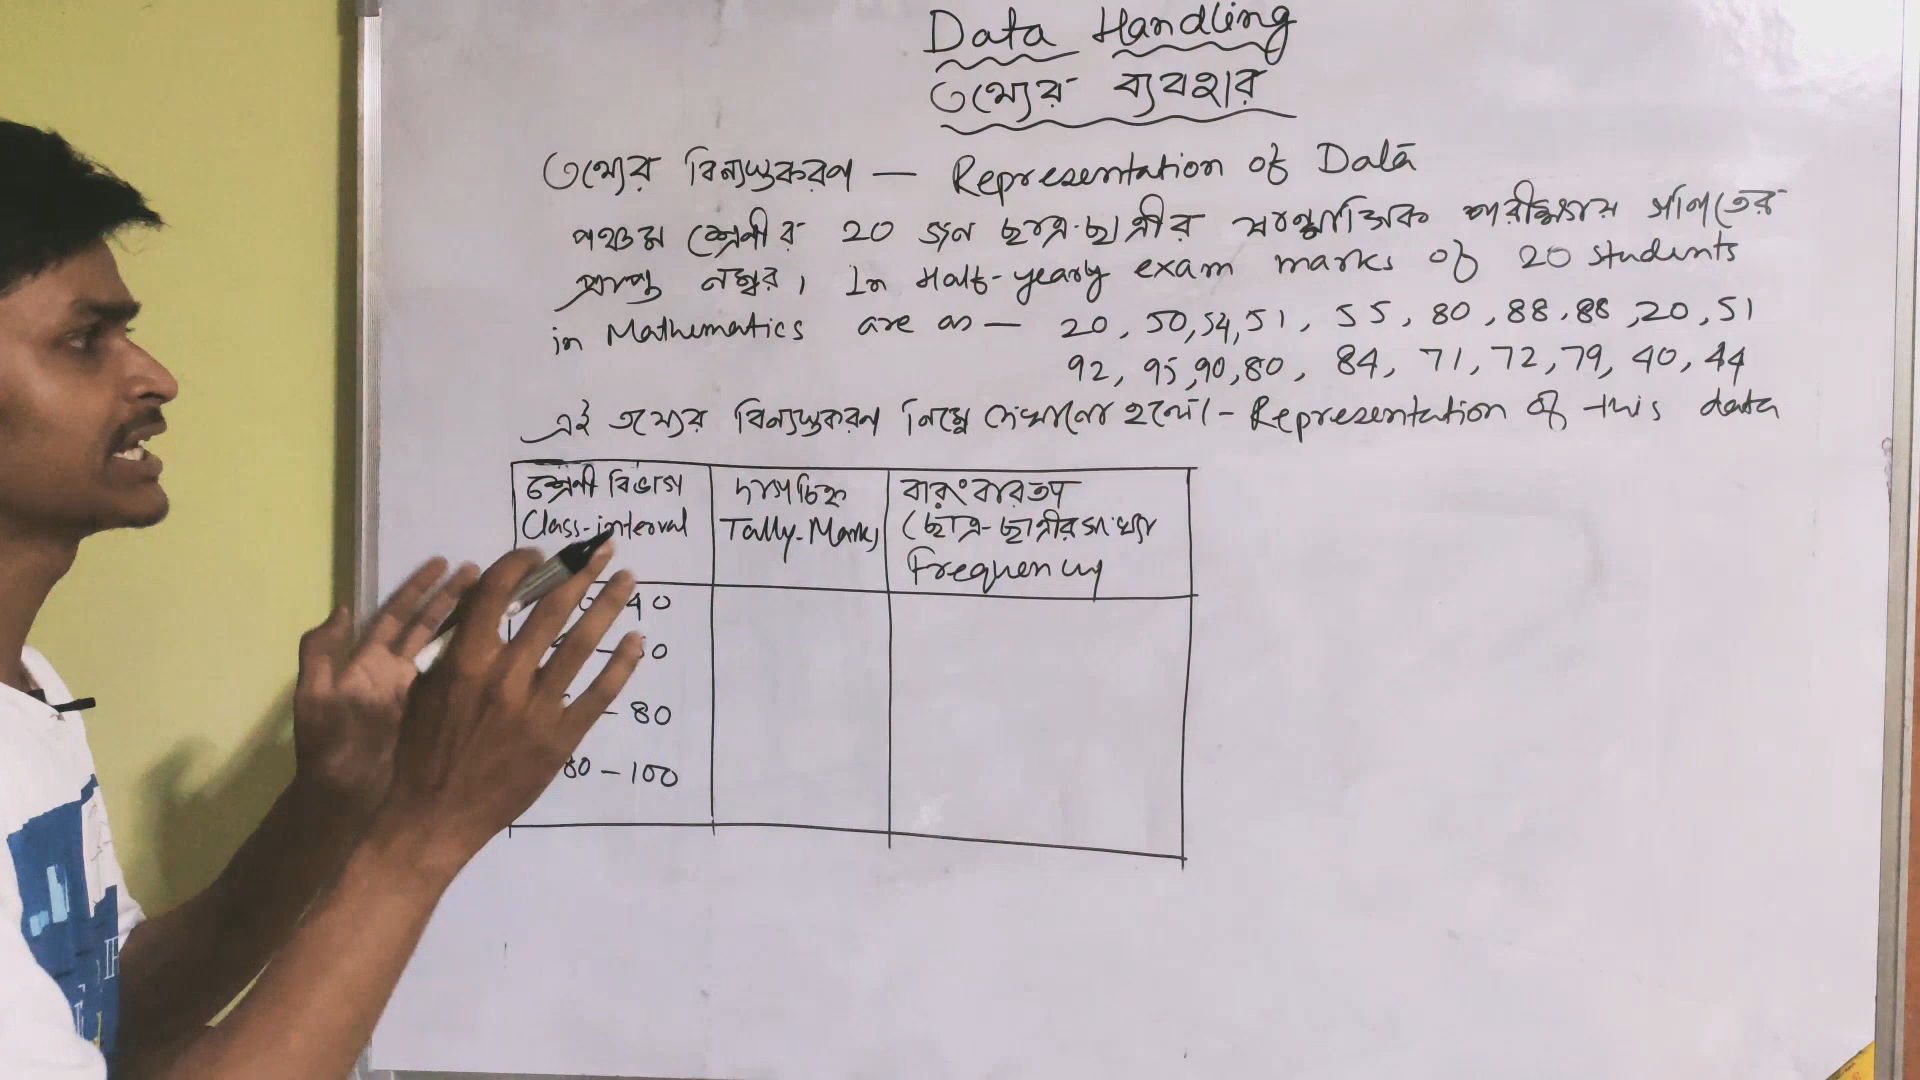 Data Handling
তথ্যের ব্যবহার
তথ্যের বিন্যস্তকরণ — Representation of Data
পঞ্চম শ্রেণীর 20 জন ছাত্র-ছাত্রীর পরীক্ষায় গণিতের
প্রাপ্ত নম্বর। In Half-yearly exam marks of 20 students
in Mathematics are as — 20, 50, 54, 51, 55, 80, 88, 88, 20, 51
92, 95, 90, 80, 84, 71, 72, 79, 40, 44
এই তথ্যের বিন্যস্তকরণ নিম্নে দেখানো হলো।- Representation of this data
শ্রেণী বিভাগ
Class-interval
Tally-Marks
বারংবারতা
(ছাত্র-ছাত্রীর সংখ্যা
Frequency
40
– 80
80 – 100